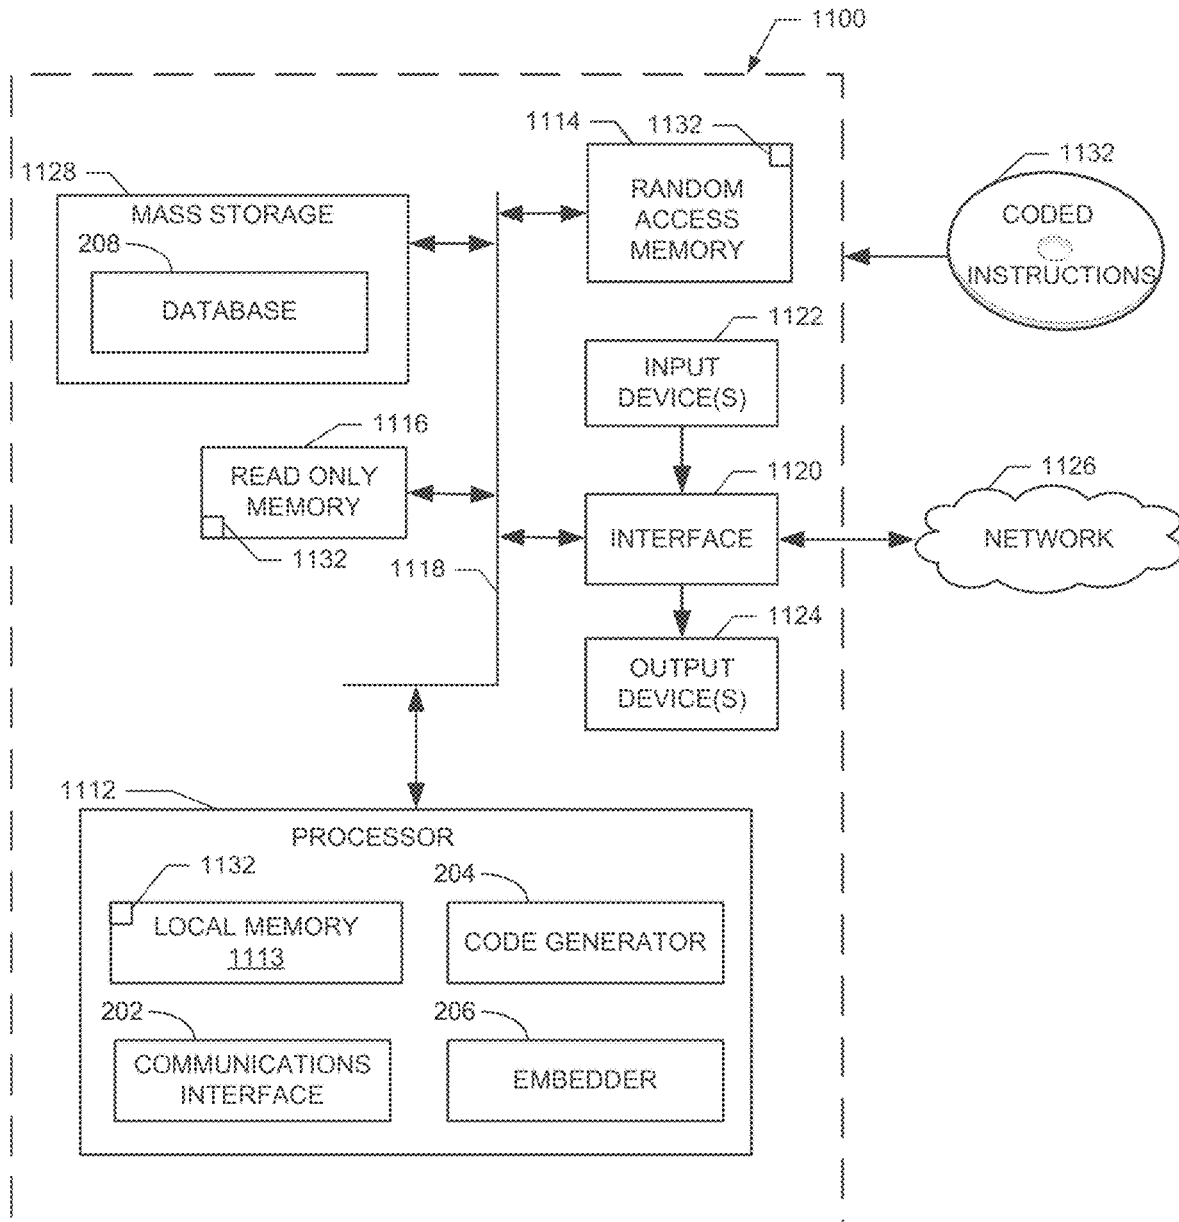 1100
1114
1132
RANDOM
ACCESS
MEMORY
1128
MASS STORAGE
208
DATABASE
1132
CODED
INSTRUCTIONS
1122
INPUT
DEVICE(S)
1116
READ ONLY
MEMORY
1132
1118
1120
INTERFACE
1126
NETWORK
1124
OUTPUT
DEVICE(S)
1112
PROCESSOR
1132
LOCAL MEMORY
1113
204
CODE GENERATOR
202
COMMUNICATIONS
INTERFACE
206
EMBEDDER